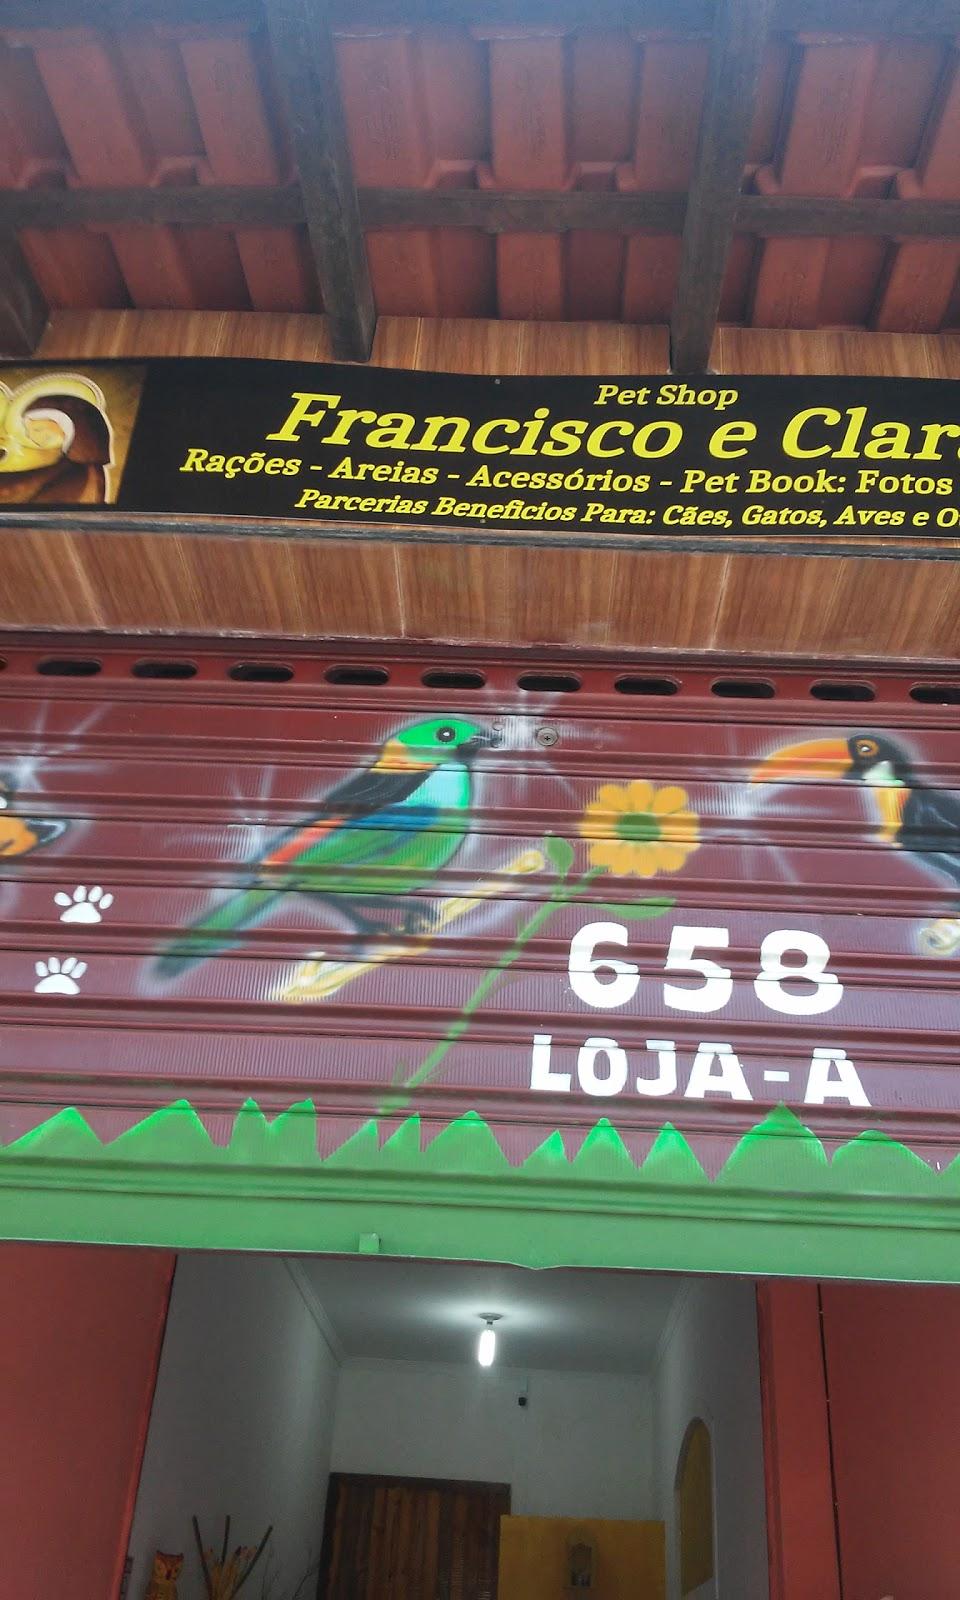 Pet Shop
Francisco e Clar
Rações - Areias - Acessórios - Pet Book: Fotos
Parcerias Beneficios Para: Cães, Gatos, Aves e
658
LOJA-A